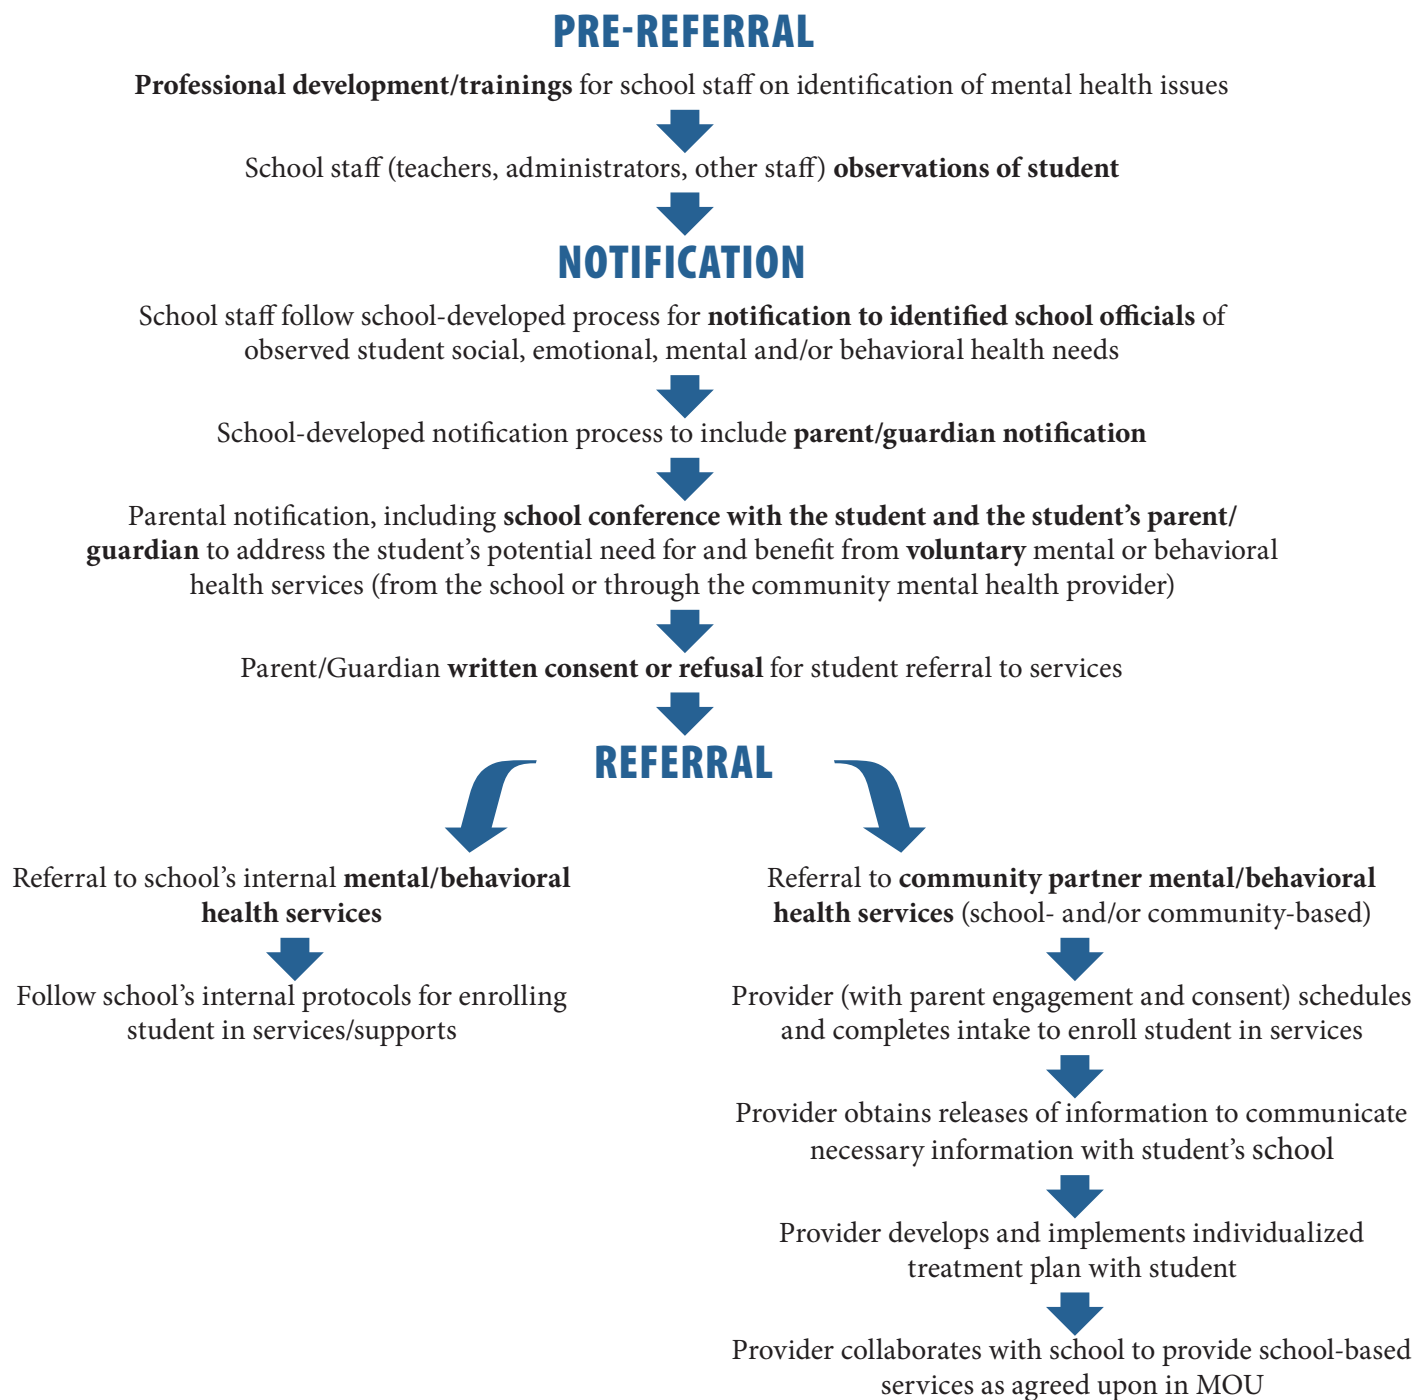 PRE-REFERRAL
Professional development/trainings for school staff on identification of mental health issues
School staff (teachers, administrators, other staff) observations of student
NOTIFICATION
School staff follow school-developed process for notification to identified school officials of
observed student social, emotional, mental and/or behavioral health needs
School-developed notification process to include parent/guardian notification
Parental notification, including school conference with the student and the student’s parent/
guardian to address the student’s potential need for and benefit from voluntary mental or behavioral
health services (from the school or through the community mental health provider)
Parent/Guardian written consent or refusal for student referral to services
REFERRAL
Referral to school’s internal mental/behavioral
health services
Follow school’s internal protocols for enrolling
student in services/supports
Referral to community partner mental/behavioral
health services (school- and/or community-based)
Provider (with parent engagement and consent) schedules
and completes intake to enroll student in services
Provider obtains releases of information to communicate
necessary information with student’s school
Provider develops and implements individualized
treatment plan with student
Provider collaborates with school to provide school-based
services as agreed upon in MOU